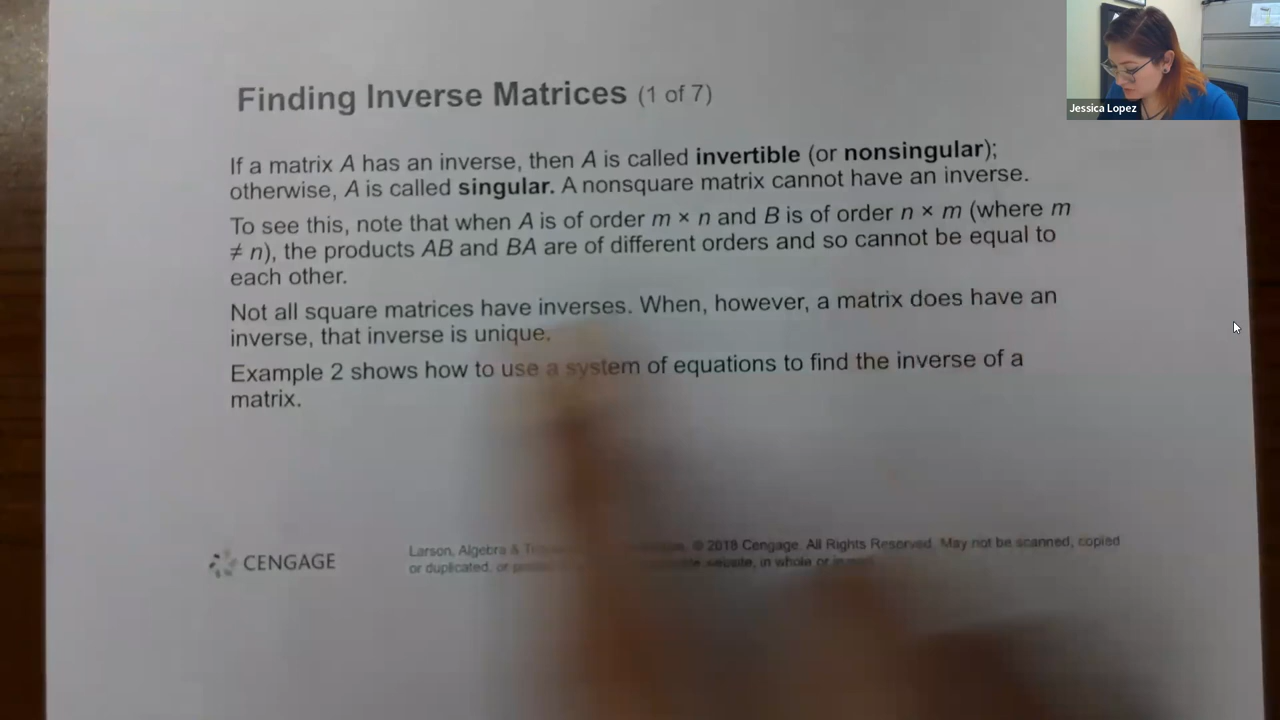 Jessica Lopez
Finding Inverse Matrices (1 of 7)
If a matrix A has an inverse, then A is called invertible (or nonsingular);
otherwise, A is called singular. A nonsquare matrix cannot have an inverse.
To see this, note that when A is of order m × n and B is of order n × m (where m
≠ n), the products AB and BA are of different orders and so cannot be equal to
each other.
Not all square matrices have inverses. When, however, a matrix does have an
inverse, that inverse is unique.
Example 2 shows how to use a system of equations to find the inverse of a
matrix.
CENGAGE
Larson, Algebra & © 2018 Cengage. All Rights Reserved. May not be scanned, copied
or duplicated, or website, in whole or in